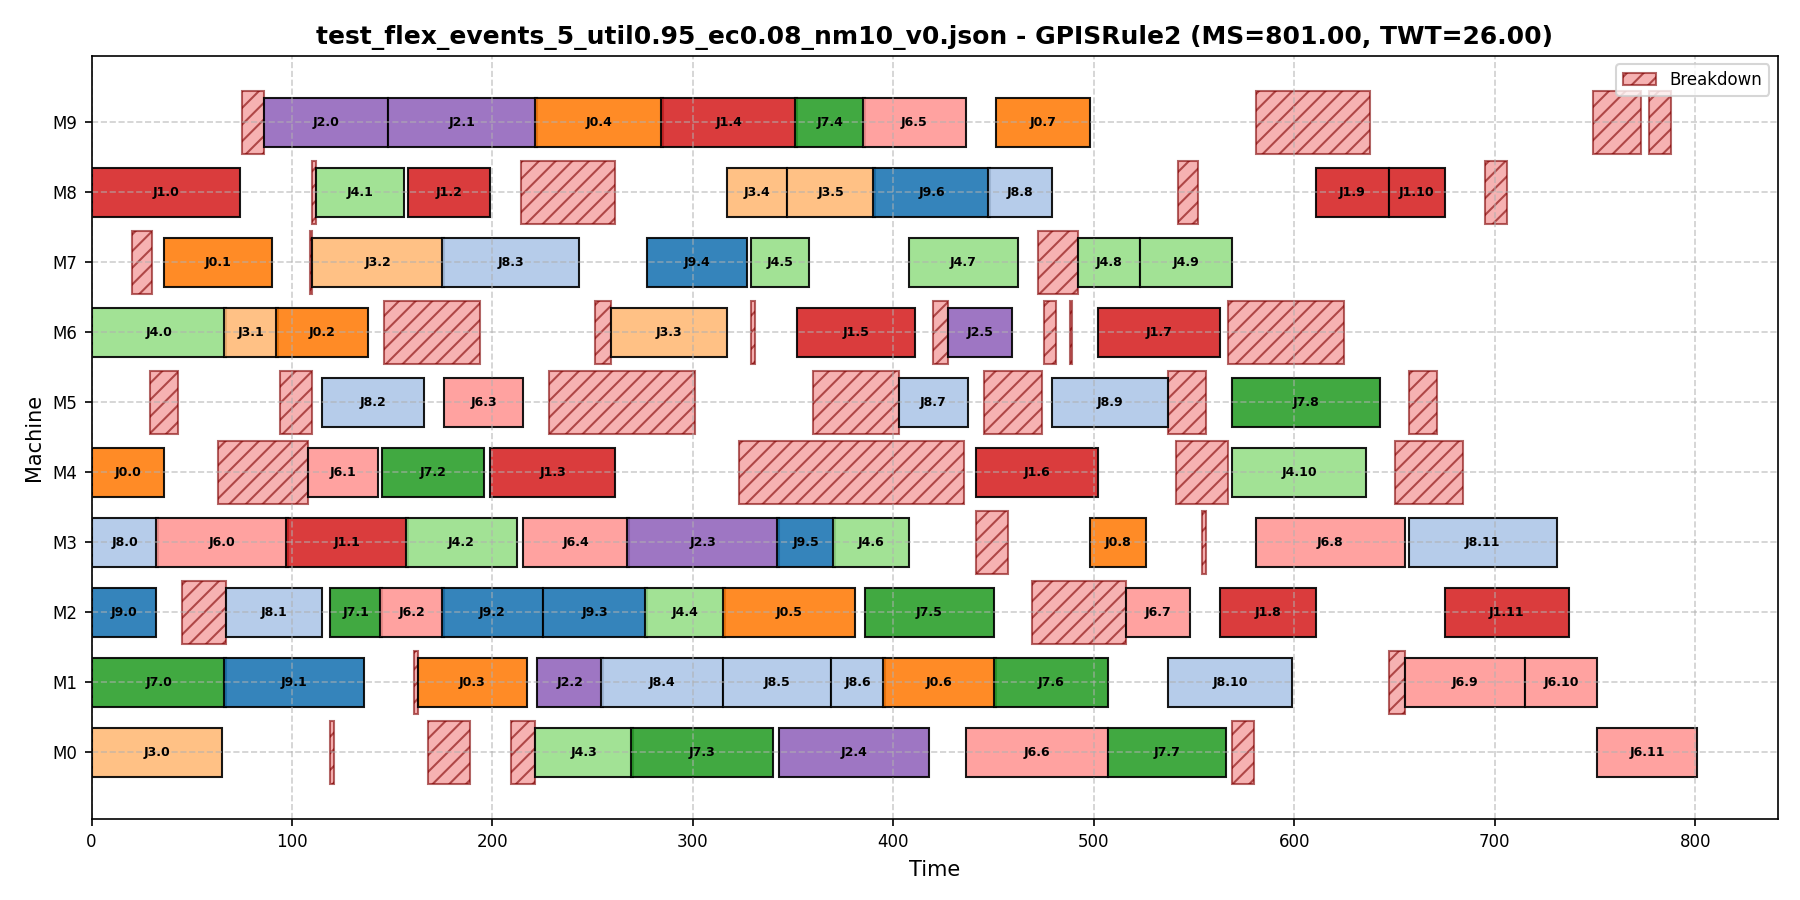 test_flex_events_5_util0.95_ec0.08_nm10_v0.json - GPISRule2 (MS=801.00, TWT=26.00)
Breakdown
M9 J2.0 J2.1 J0.4 J1.4 J7.4 J6.5 J0.7
M8 J1.0 J4.1 J1.2 J3.4 J3.5 J9.6 J8.8 J1.9 J1.10
M7 J0.1 J3.2 J8.3 J9.4 J4.5 J4.7 J4.8 J4.9
M6 J4.0 J3.1 J0.2 J3.3 J1.5 J2.5 J1.7
M5 J8.2 J6.3 J8.7 J8.9 J7.8
M4 J0.0 J6.1 J7.2 J1.3 J1.6 J4.10
M3 J8.0 J6.0 J1.1 J4.2 J6.4 J2.3 J9.5 J4.6 J0.8 J6.8 J8.11
M2 J9.0 J8.1 J7.1 J6.2 J9.2 J9.3 J4.4 J0.5 J7.5 J6.7 J1.8 J1.11
M1 J7.0 J9.1 J0.3 J2.2 J8.4 J8.5 J8.6 J0.6 J7.6 J8.10 J6.9 J6.10
M0 J3.0 J4.3 J7.3 J2.4 J6.6 J7.7 J6.11
Machine
0 100 200 300 400 500 600 700 800
Time